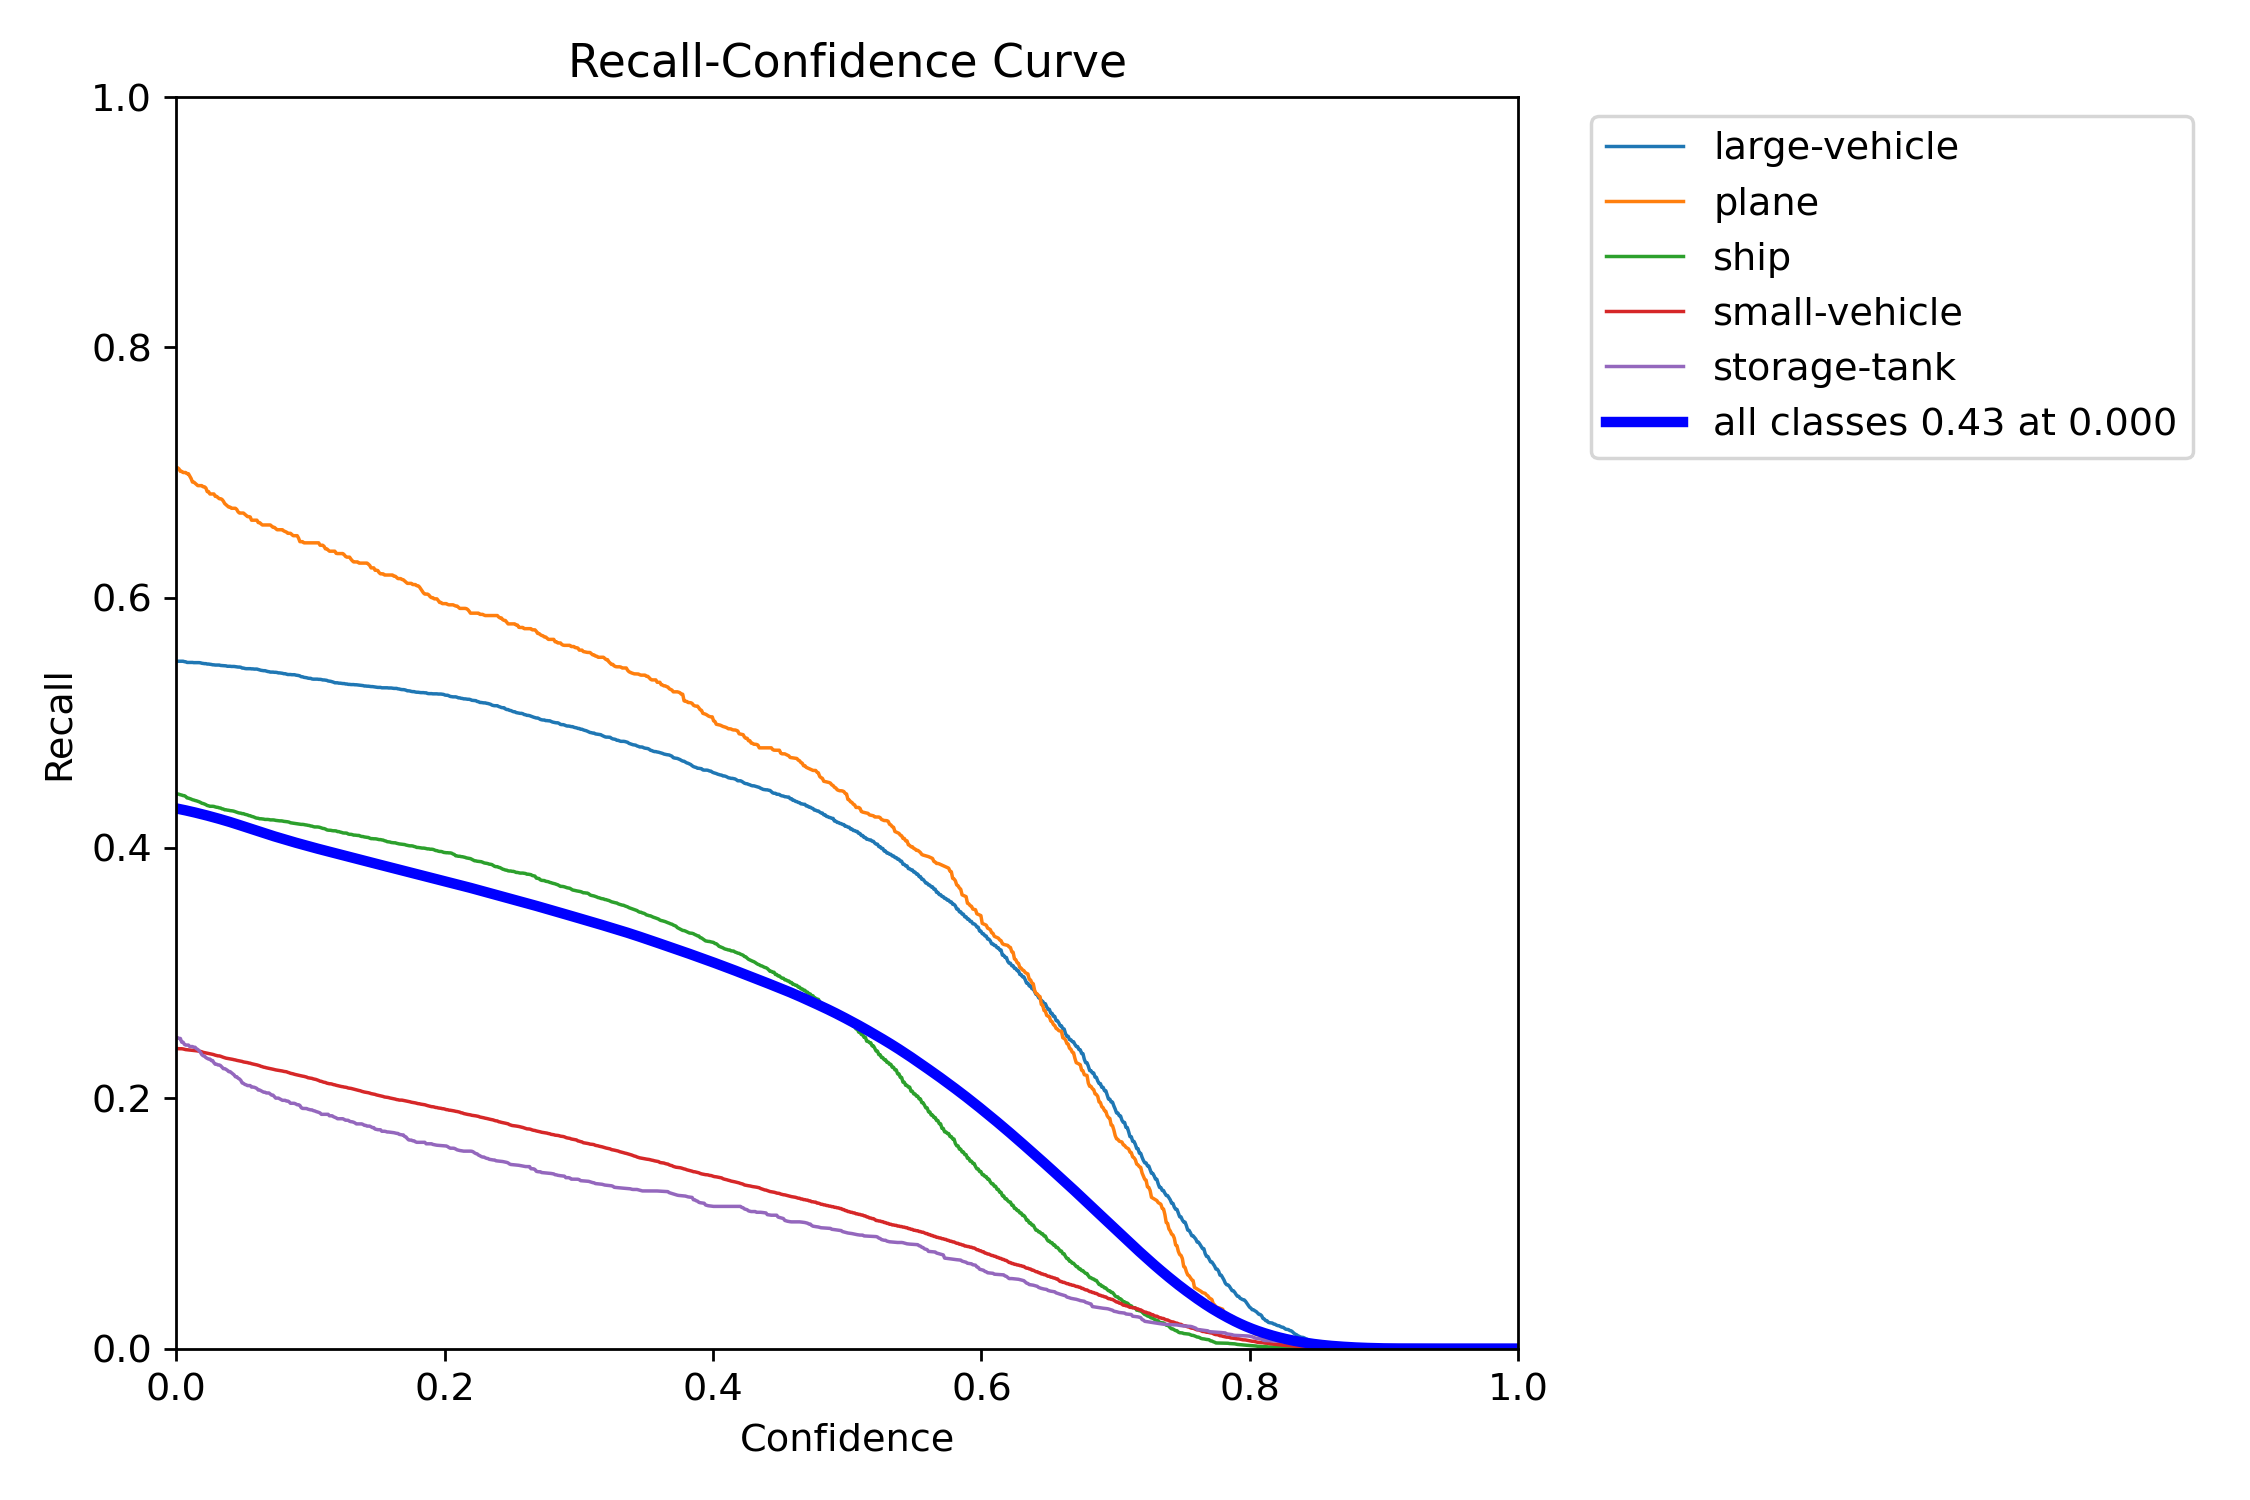 Recall-Confidence Curve
1.0
0.8
0.6
0.4
0.2
0.0
Recall
0.0 0.2 0.4 0.6 0.8 1.0
Confidence
large-vehicle
plane
ship
small-vehicle
storage-tank
all classes 0.43 at 0.000